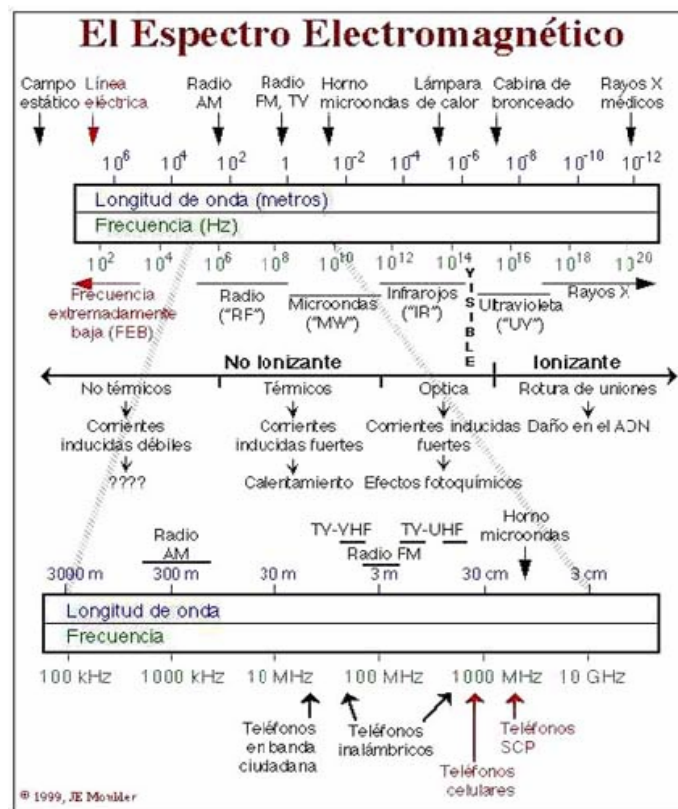 El Espectro Electromagnético
Campo estático
Línea eléctrica
Radio AM
Radio FM, TV
Horno microondas
Lámpara de calor
Cabina de bronceado
Rayos X médicos
10^6 10^4 10^2 1 10^-2 10^-4 10^-6 10^-8 10^-10 10^-12
Longitud de onda (metros)
Frecuencia (Hz)
10^2 10^4 10^6 10^8 10^10 10^12 10^14 10^16 10^18 10^20
Frecuencia extremadamente baja (FEB)
Radio ("RF")
Microondas ("MW")
Infrarojos ("IR")
VISIBLE
Ultravioleta ("UV")
Rayos X
No Ionizante
Ionizante
No térmicos
Térmicos
Optica
Rotura de uniones
Corrientes inducidas débiles
Corrientes inducidas fuertes
Corrientes inducidas fuertes
Daño en el ADN
????
Calentamiento
Efectos fotoquímicos
Radio AM
TV-VHF
TV-UHF
Radio FM
Horno microondas
3000 m 300 m 30 m 3 m 30 cm 3 cm
Longitud de onda
Frecuencia
100 kHz 1000 kHz 10 MHz 100 MHz 1000 MHz 10 GHz
Teléfonos en banda ciudadana
Teléfonos inalámbricos
Teléfonos celulares
Teléfonos SCP
© 1999, JE Moulder